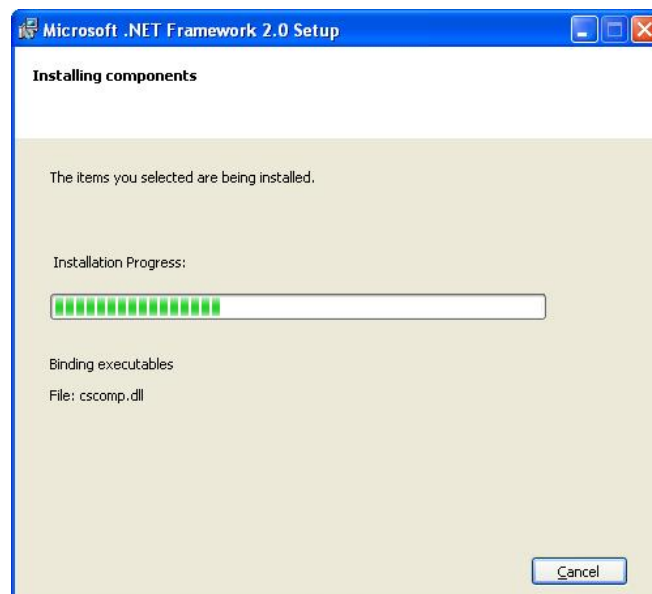 Microsoft .NET Framework 2.0 Setup
Installing components
The items you selected are being installed.
Installation Progress:
Binding executables
File: cscomp.dll
Cancel